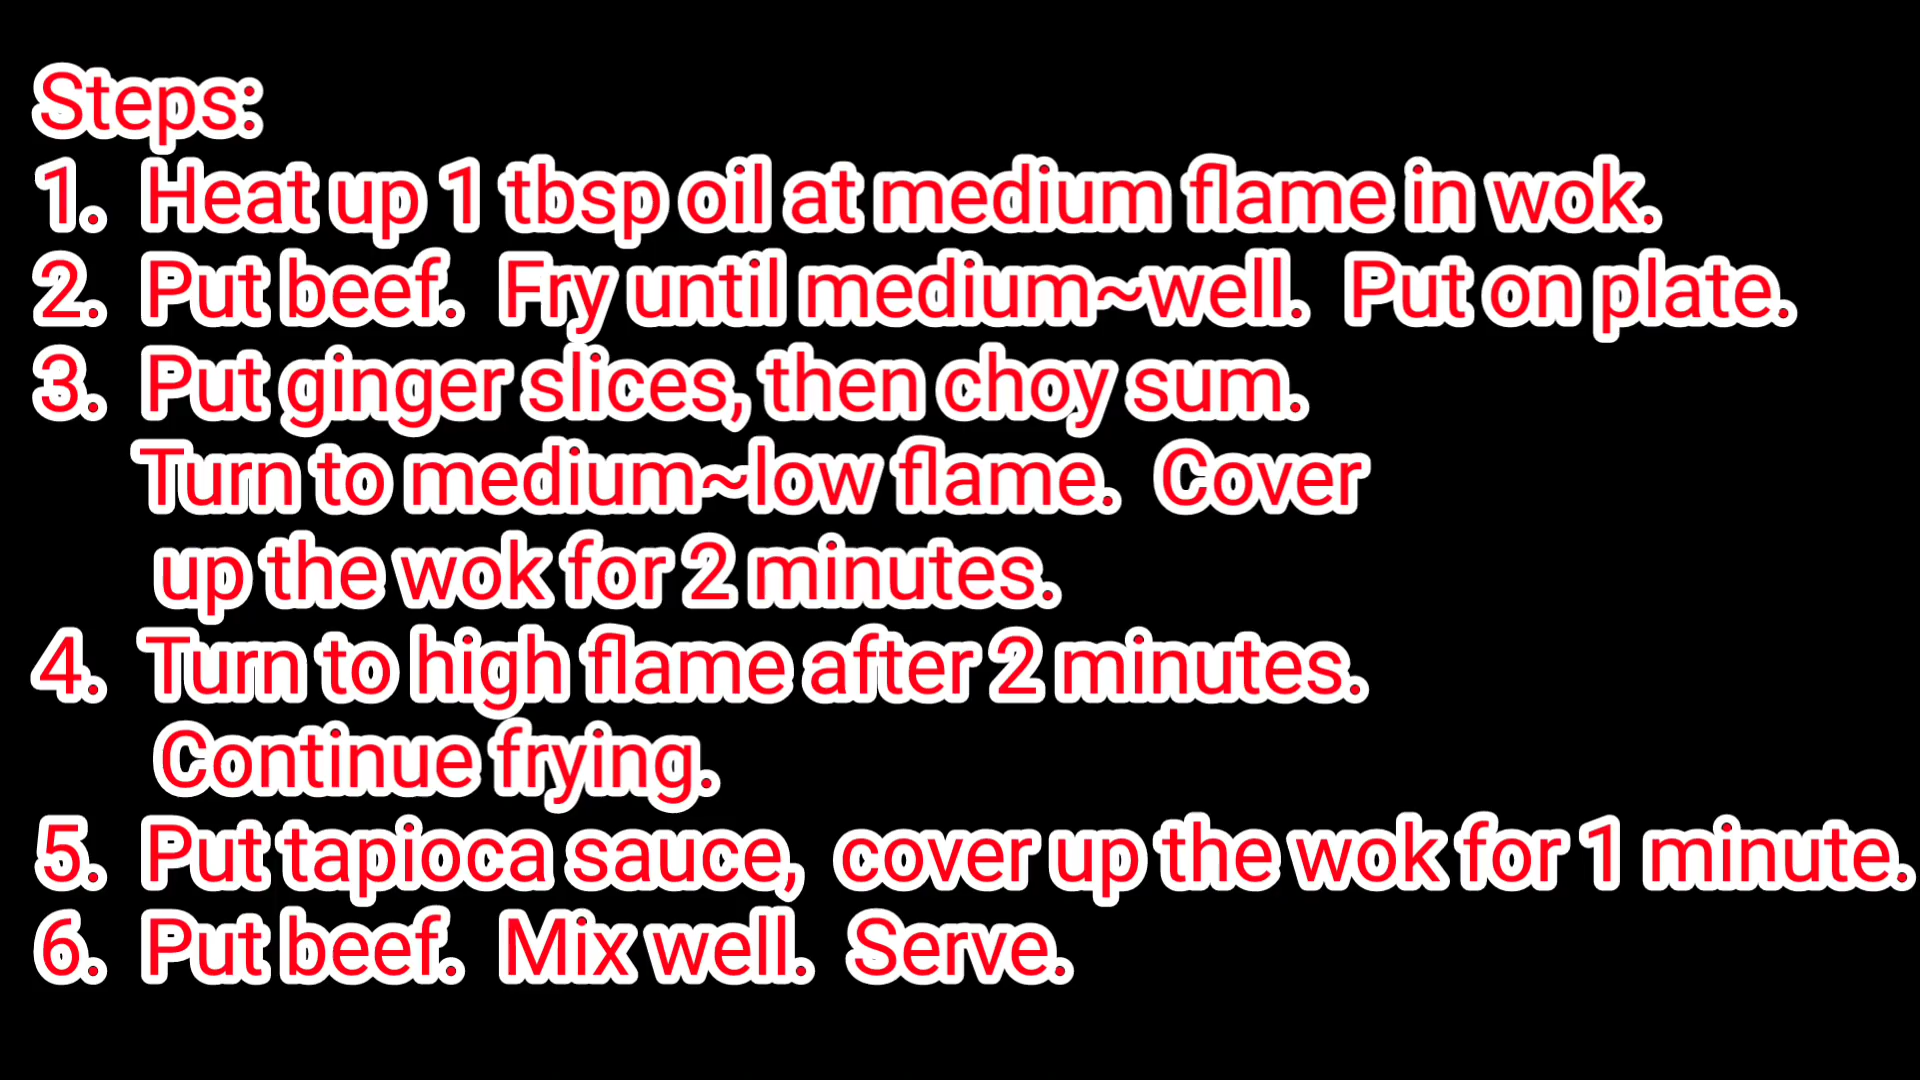 Steps:
1. Heat up 1 tbsp oil at medium flame in wok.
2. Put beef. Fry until medium~well. Put on plate.
3. Put ginger slices, then choy sum.
Turn to medium~low flame. Cover
up the wok for 2 minutes.
4. Turn to high flame after 2 minutes.
Continue frying.
5. Put tapioca sauce, cover up the wok for 1 minute.
6. Put beef. Mix well. Serve.